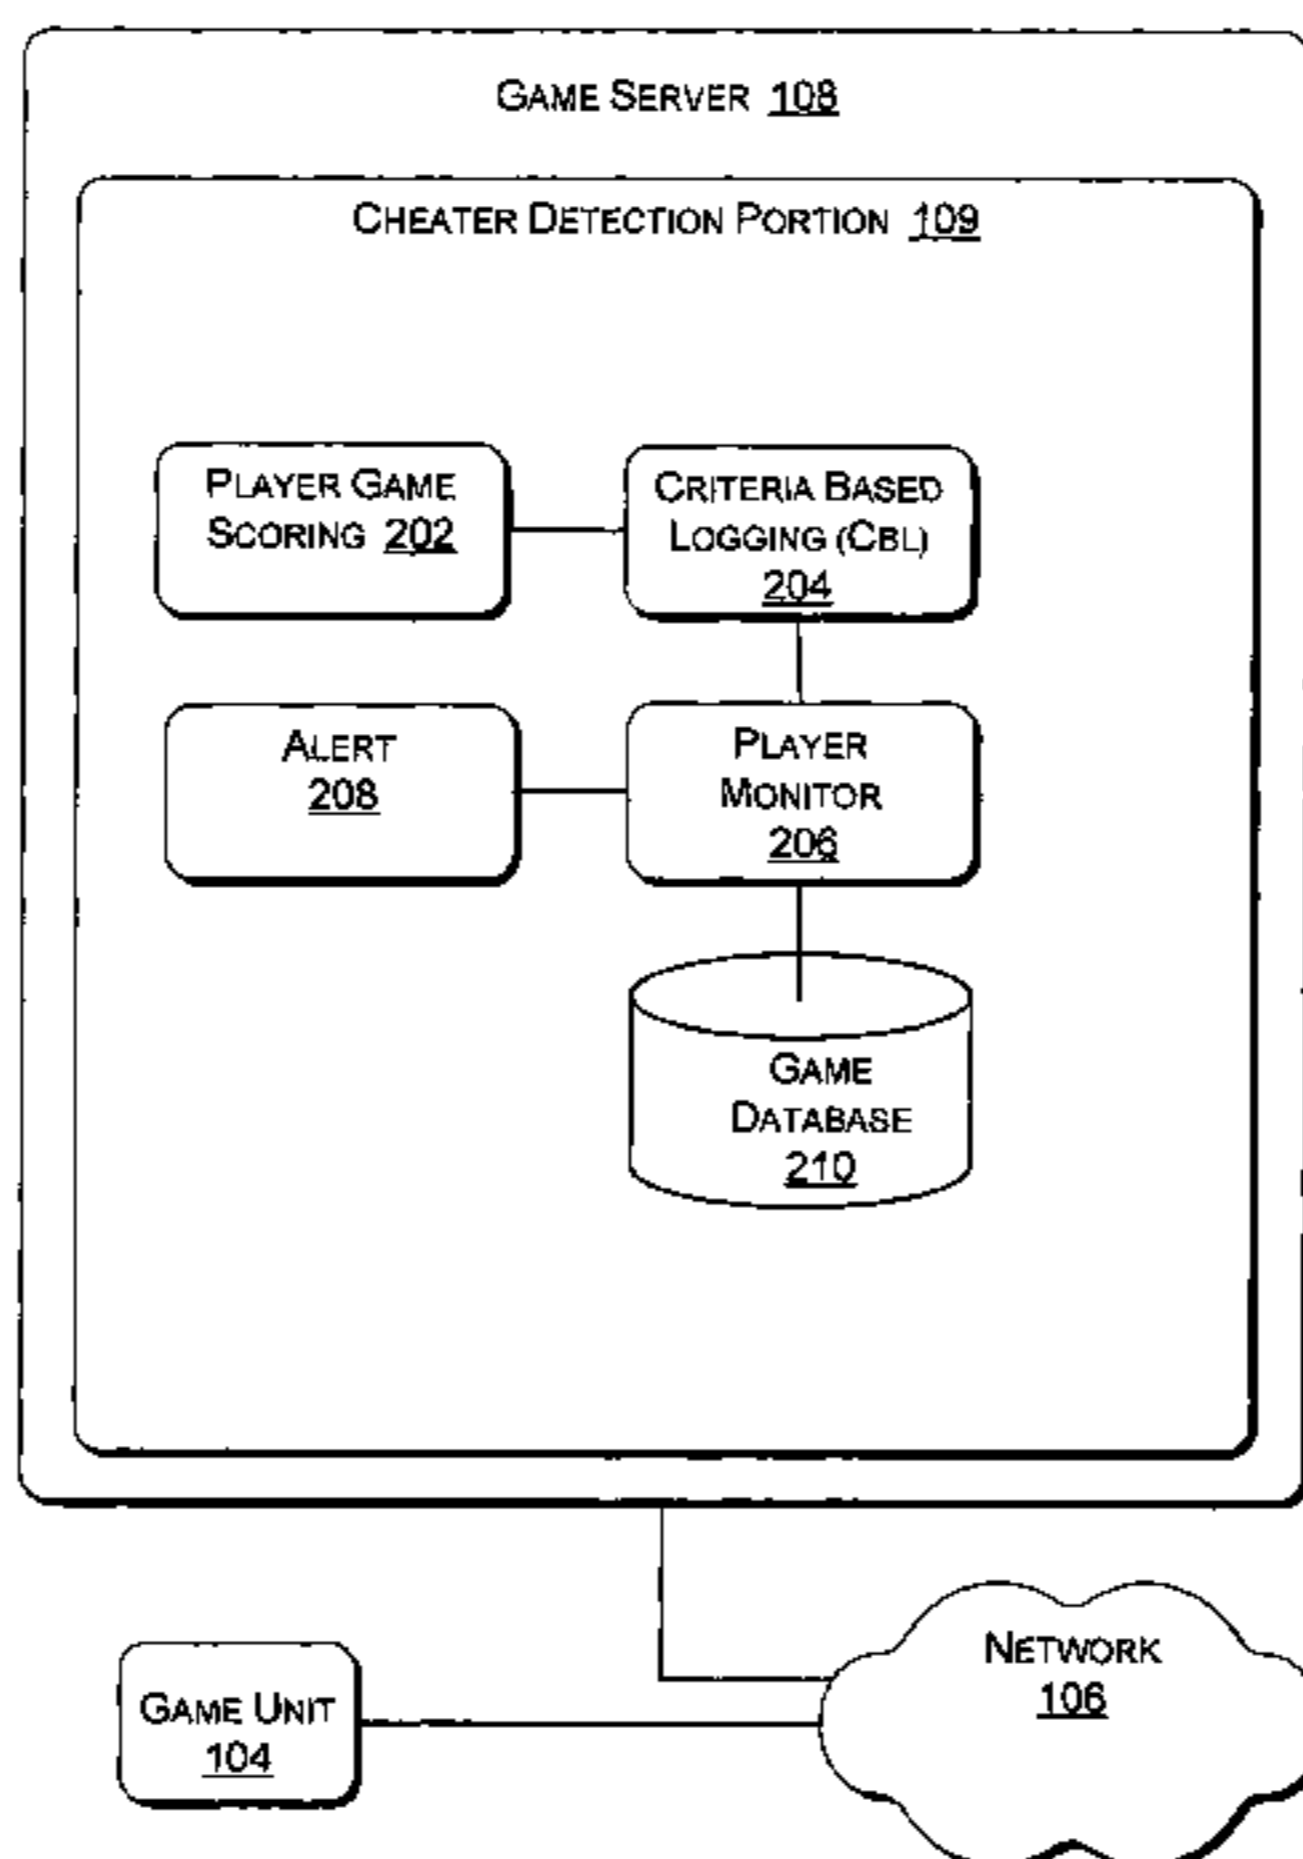 GAME SERVER 108
CHEATER DETECTION PORTION 109
PLAYER GAME
SCORING 202
CRITERIA BASED
LOGGING (CBL)
204
ALERT
208
PLAYER
MONITOR
206
GAME
DATABASE
210
NETWORK
106
GAME UNIT
104